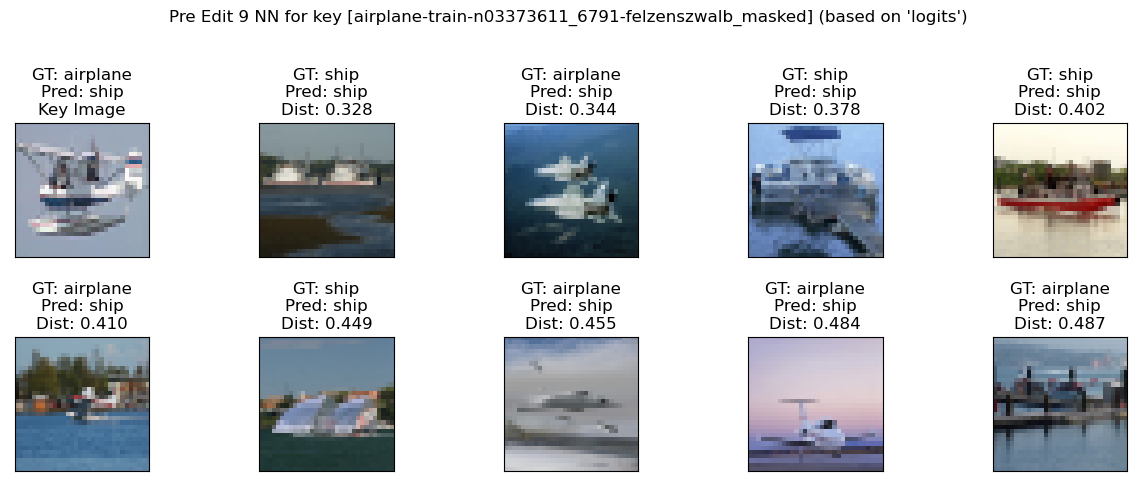 Pre Edit 9 NN for key [airplane-train-n03373611_6791-felzenszwalb_masked] (based on 'logits')
GT: airplane
Pred: ship
Key Image
GT: ship
Pred: ship
Dist: 0.328
GT: airplane
Pred: ship
Dist: 0.344
GT: ship
Pred: ship
Dist: 0.378
GT: ship
Pred: ship
Dist: 0.402
GT: airplane
Pred: ship
Dist: 0.410
GT: ship
Pred: ship
Dist: 0.449
GT: airplane
Pred: ship
Dist: 0.455
GT: airplane
Pred: ship
Dist: 0.484
GT: airplane
Pred: ship
Dist: 0.487